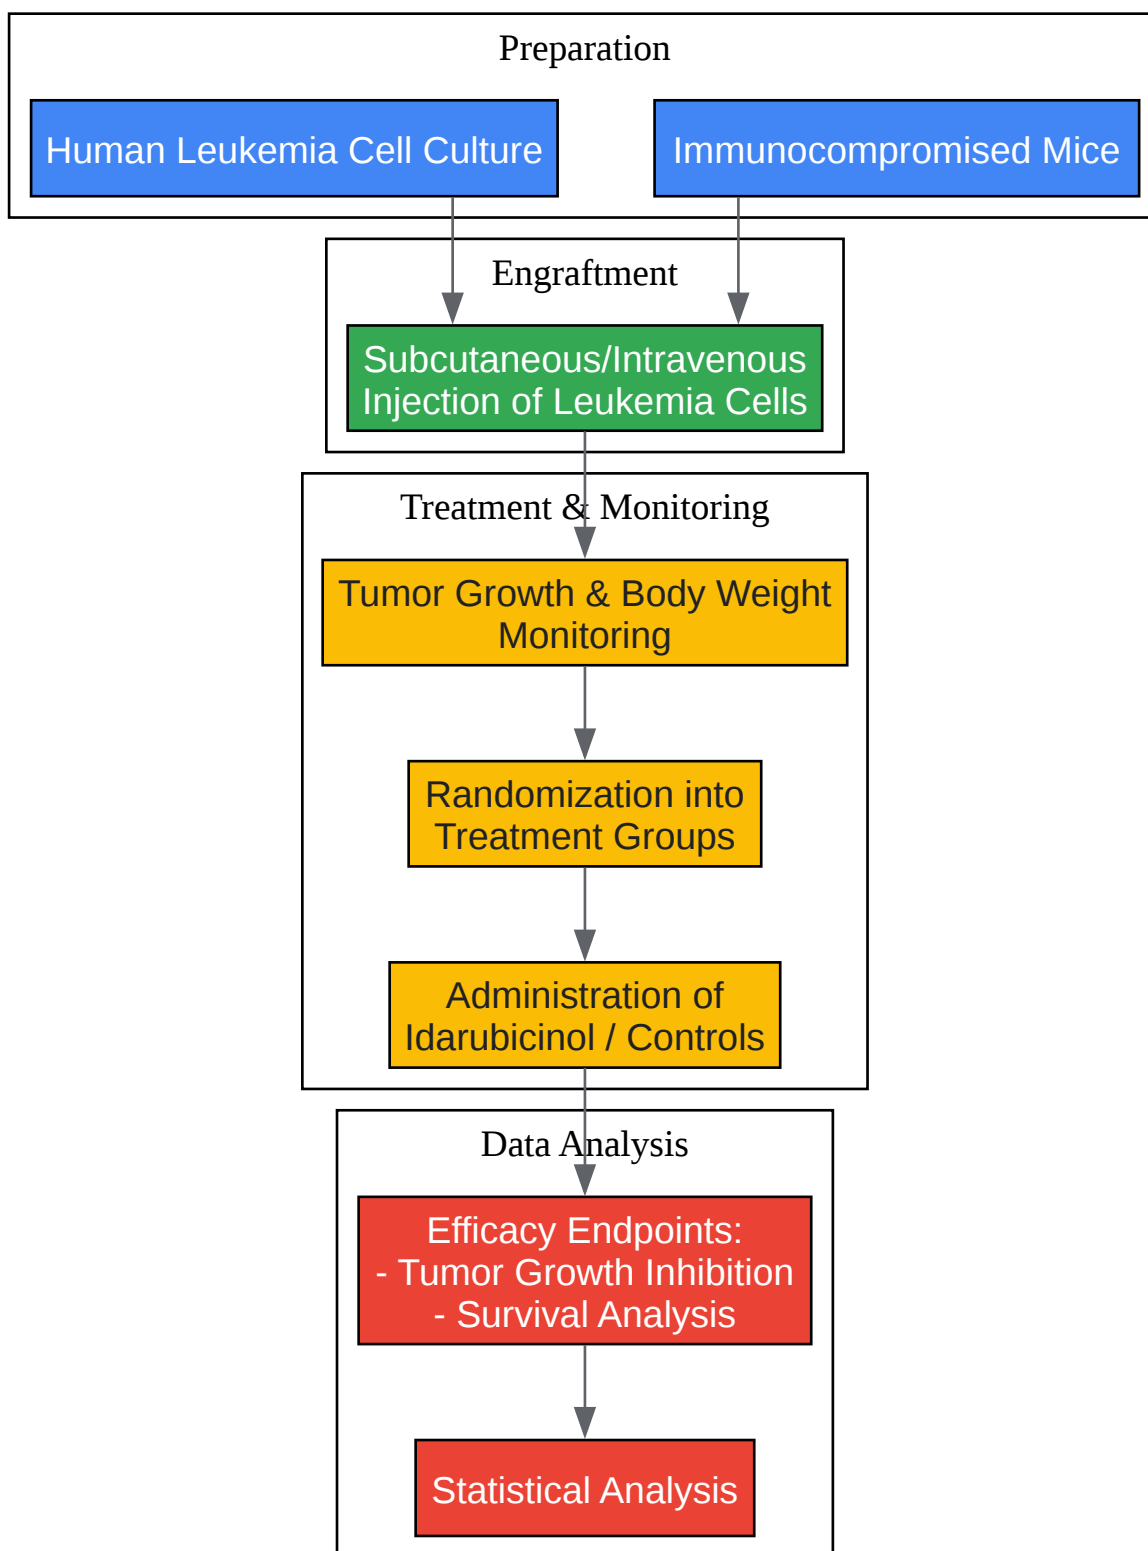 Preparation
Human Leukemia Cell Culture
Immunocompromised Mice
Engraftment
Subcutaneous/Intravenous
Injection of Leukemia Cells
Treatment & Monitoring
Tumor Growth & Body Weight
Monitoring
Randomization into
Treatment Groups
Administration of
Idarubicinol / Controls
Data Analysis
Efficacy Endpoints:
- Tumor Growth Inhibition
- Survival Analysis
Statistical Analysis